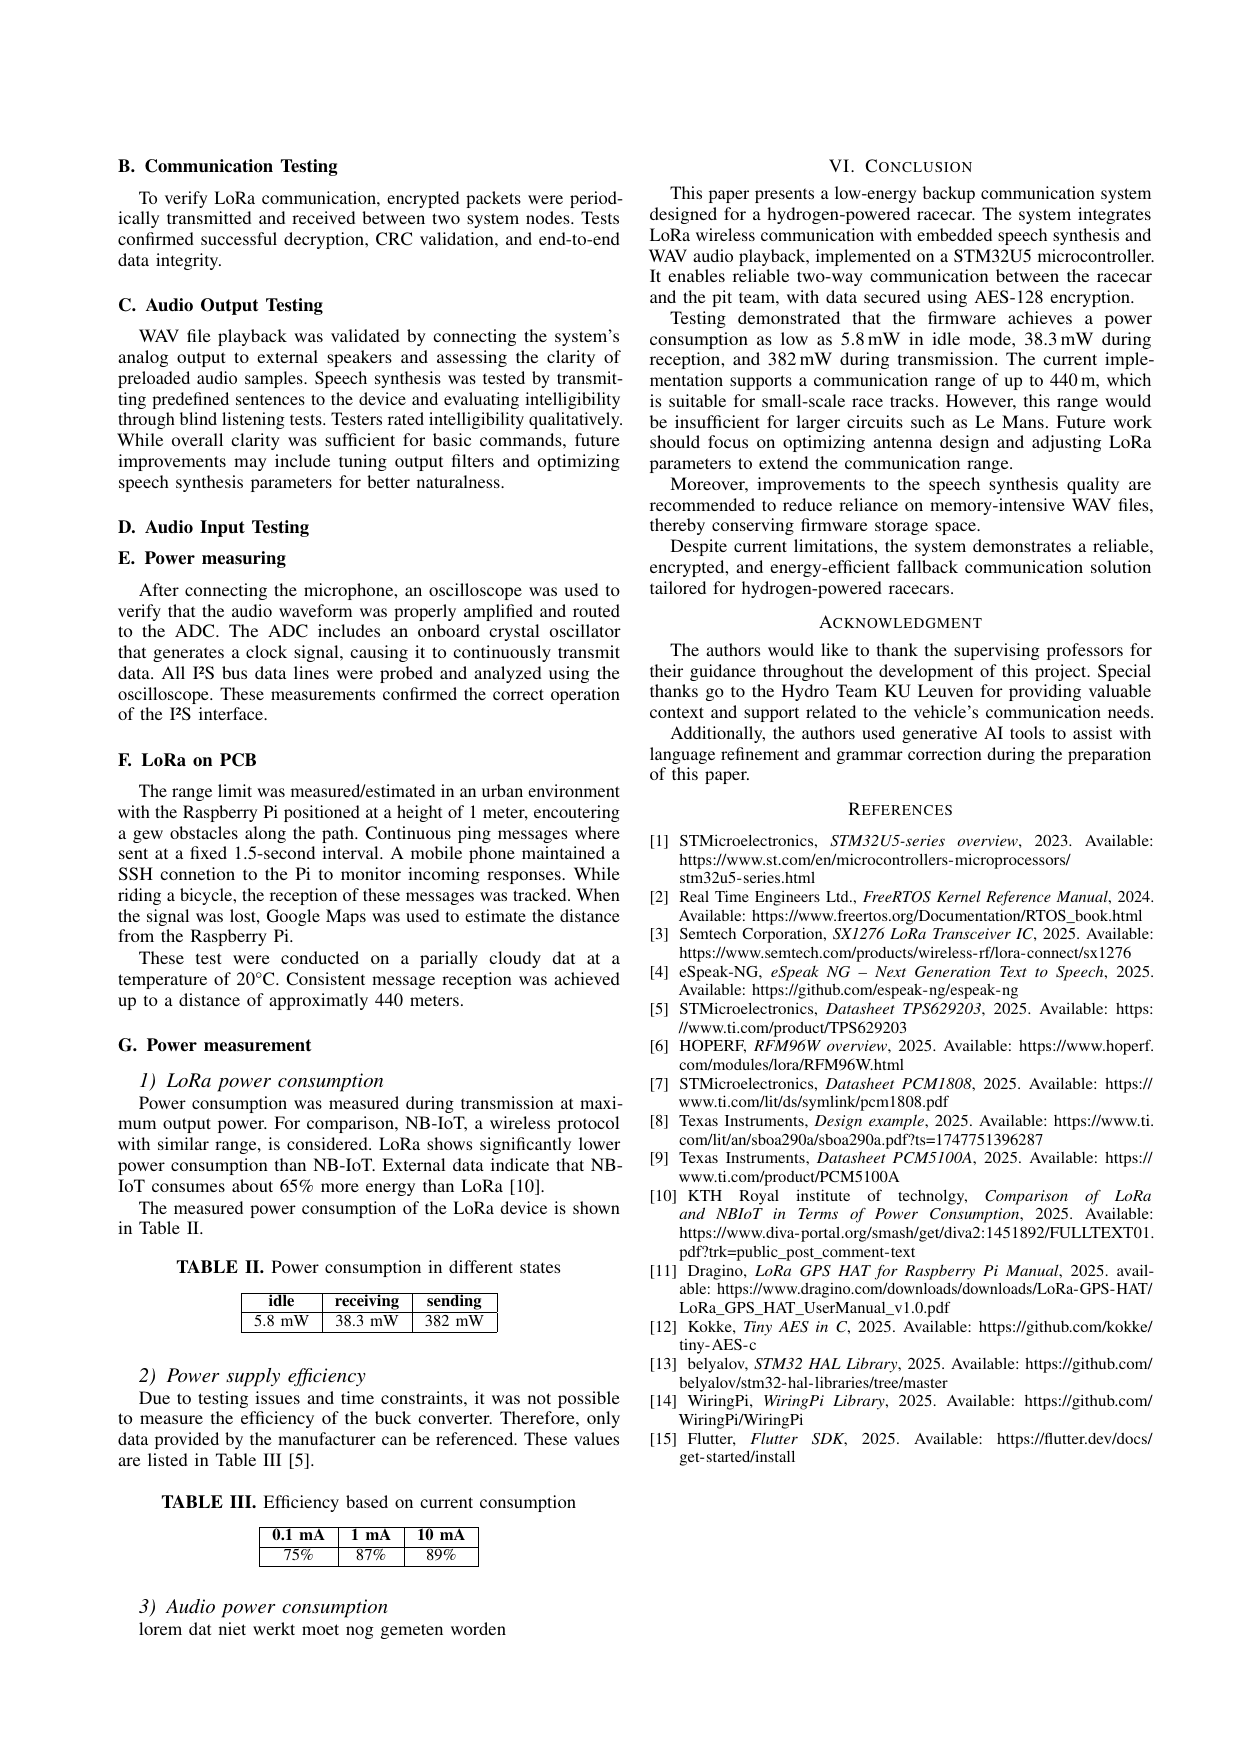 B. Communication Testing
To verify LoRa communication, encrypted packets were period-
ically transmitted and received between two system nodes. Tests
confirmed successful decryption, CRC validation, and end-to-end
data integrity.
C. Audio Output Testing
WAV file playback was validated by connecting the system's
analog output to external speakers and assessing the clarity of
preloaded audio samples. Speech synthesis was tested by transmit-
ting predefined sentences to the device and evaluating intelligibility
through blind listening tests. Testers rated intelligibility qualitatively.
While overall clarity was sufficient for basic commands, future
improvements may include tuning output filters and optimizing
speech synthesis parameters for better naturalness.
D. Audio Input Testing
E. Power measuring
After connecting the microphone, an oscilloscope was used to
verify that the audio waveform was properly amplified and routed
to the ADC. The ADC includes an onboard crystal oscillator
that generates a clock signal, causing it to continuously transmit
data. All I²S bus data lines were probed and analyzed using the
oscilloscope. These measurements confirmed the correct operation
of the I²S interface.
F. LoRa on PCB
The range limit was measured/estimated in an urban environment
with the Raspberry Pi positioned at a height of 1 meter, encoutering
a gew obstacles along the path. Continuous ping messages where
sent at a fixed 1.5-second interval. A mobile phone maintained a
SSH connetion to the Pi to monitor incoming responses. While
riding a bicycle, the reception of these messages was tracked. When
the signal was lost, Google Maps was used to estimate the distance
from the Raspberry Pi.
These test were conducted on a parially cloudy dat at a
temperature of 20°C. Consistent message reception was achieved
up to a distance of approximatly 440 meters.
G. Power measurement
1) LoRa power consumption
Power consumption was measured during transmission at maxi-
mum output power. For comparison, NB-IoT, a wireless protocol
with similar range, is considered. LoRa shows significantly lower
power consumption than NB-IoT. External data indicate that NB-
IoT consumes about 65% more energy than LoRa [10].
The measured power consumption of the LoRa device is shown
in Table II.
TABLE II. Power consumption in different states
idle receiving sending
5.8 mW 38.3 mW 382 mW
2) Power supply efficiency
Due to testing issues and time constraints, it was not possible
to measure the efficiency of the buck converter. Therefore, only
data provided by the manufacturer can be referenced. These values
are listed in Table III [5].
TABLE III. Efficiency based on current consumption
0.1 mA 1 mA 10 mA
75% 87% 89%
3) Audio power consumption
lorem dat niet werkt moet nog gemeten worden
VI. CONCLUSION
This paper presents a low-energy backup communication system
designed for a hydrogen-powered racecar. The system integrates
LoRa wireless communication with embedded speech synthesis and
WAV audio playback, implemented on a STM32U5 microcontroller.
It enables reliable two-way communication between the racecar
and the pit team, with data secured using AES-128 encryption.
Testing demonstrated that the firmware achieves a power
consumption as low as 5.8 mW in idle mode, 38.3 mW during
reception, and 382 mW during transmission. The current imple-
mentation supports a communication range of up to 440 m, which
is suitable for small-scale race tracks. However, this range would
be insufficient for larger circuits such as Le Mans. Future work
should focus on optimizing antenna design and adjusting LoRa
parameters to extend the communication range.
Moreover, improvements to the speech synthesis quality are
recommended to reduce reliance on memory-intensive WAV files,
thereby conserving firmware storage space.
Despite current limitations, the system demonstrates a reliable,
encrypted, and energy-efficient fallback communication solution
tailored for hydrogen-powered racecars.
ACKNOWLEDGMENT
The authors would like to thank the supervising professors for
their guidance throughout the development of this project. Special
thanks go to the Hydro Team KU Leuven for providing valuable
context and support related to the vehicle's communication needs.
Additionally, the authors used generative AI tools to assist with
language refinement and grammar correction during the preparation
of this paper.
REFERENCES
[1] STMicroelectronics, STM32U5-series overview, 2023. Available:
https://www.st.com/en/microcontrollers-microprocessors/
stm32u5-series.html
[2] Real Time Engineers Ltd., FreeRTOS Kernel Reference Manual, 2024.
Available: https://www.freertos.org/Documentation/RTOS_book.html
[3] Semtech Corporation, SX1276 LoRa Transceiver IC, 2025. Available:
https://www.semtech.com/products/wireless-rf/lora-connect/sx1276
[4] eSpeak-NG, eSpeak NG – Next Generation Text to Speech, 2025.
Available: https://github.com/espeak-ng/espeak-ng
[5] STMicroelectronics, Datasheet TPS629203, 2025. Available: https:
//www.ti.com/product/TPS629203
[6] HOPERF, RFM96W overview, 2025. Available: https://www.hoperf.
com/modules/lora/RFM96W.html
[7] STMicroelectronics, Datasheet PCM1808, 2025. Available: https://
www.ti.com/lit/ds/symlink/pcm1808.pdf
[8] Texas Instruments, Design example, 2025. Available: https://www.ti.
com/lit/an/sboa290a/sboa290a.pdf?ts=1747751396287
[9] Texas Instruments, Datasheet PCM5100A, 2025. Available: https://
www.ti.com/product/PCM5100A
[10] KTH Royal institute of technolgy, Comparison of LoRa
and NBIoT in Terms of Power Consumption, 2025. Available:
https://www.diva-portal.org/smash/get/diva2:1451892/FULLTEXT01.
pdf?trk=public_post_comment-text
[11] Dragino, LoRa GPS HAT for Raspberry Pi Manual, 2025. avail-
able: https://www.dragino.com/downloads/downloads/LoRa-GPS-HAT/
LoRa_GPS_HAT_UserManual_v1.0.pdf
[12] Kokke, Tiny AES in C, 2025. Available: https://github.com/kokke/
tiny-AES-c
[13] belyalov, STM32 HAL Library, 2025. Available: https://github.com/
belyalov/stm32-hal-libraries/tree/master
[14] WiringPi, WiringPi Library, 2025. Available: https://github.com/
WiringPi/WiringPi
[15] Flutter, Flutter SDK, 2025. Available: https://flutter.dev/docs/
get-started/install